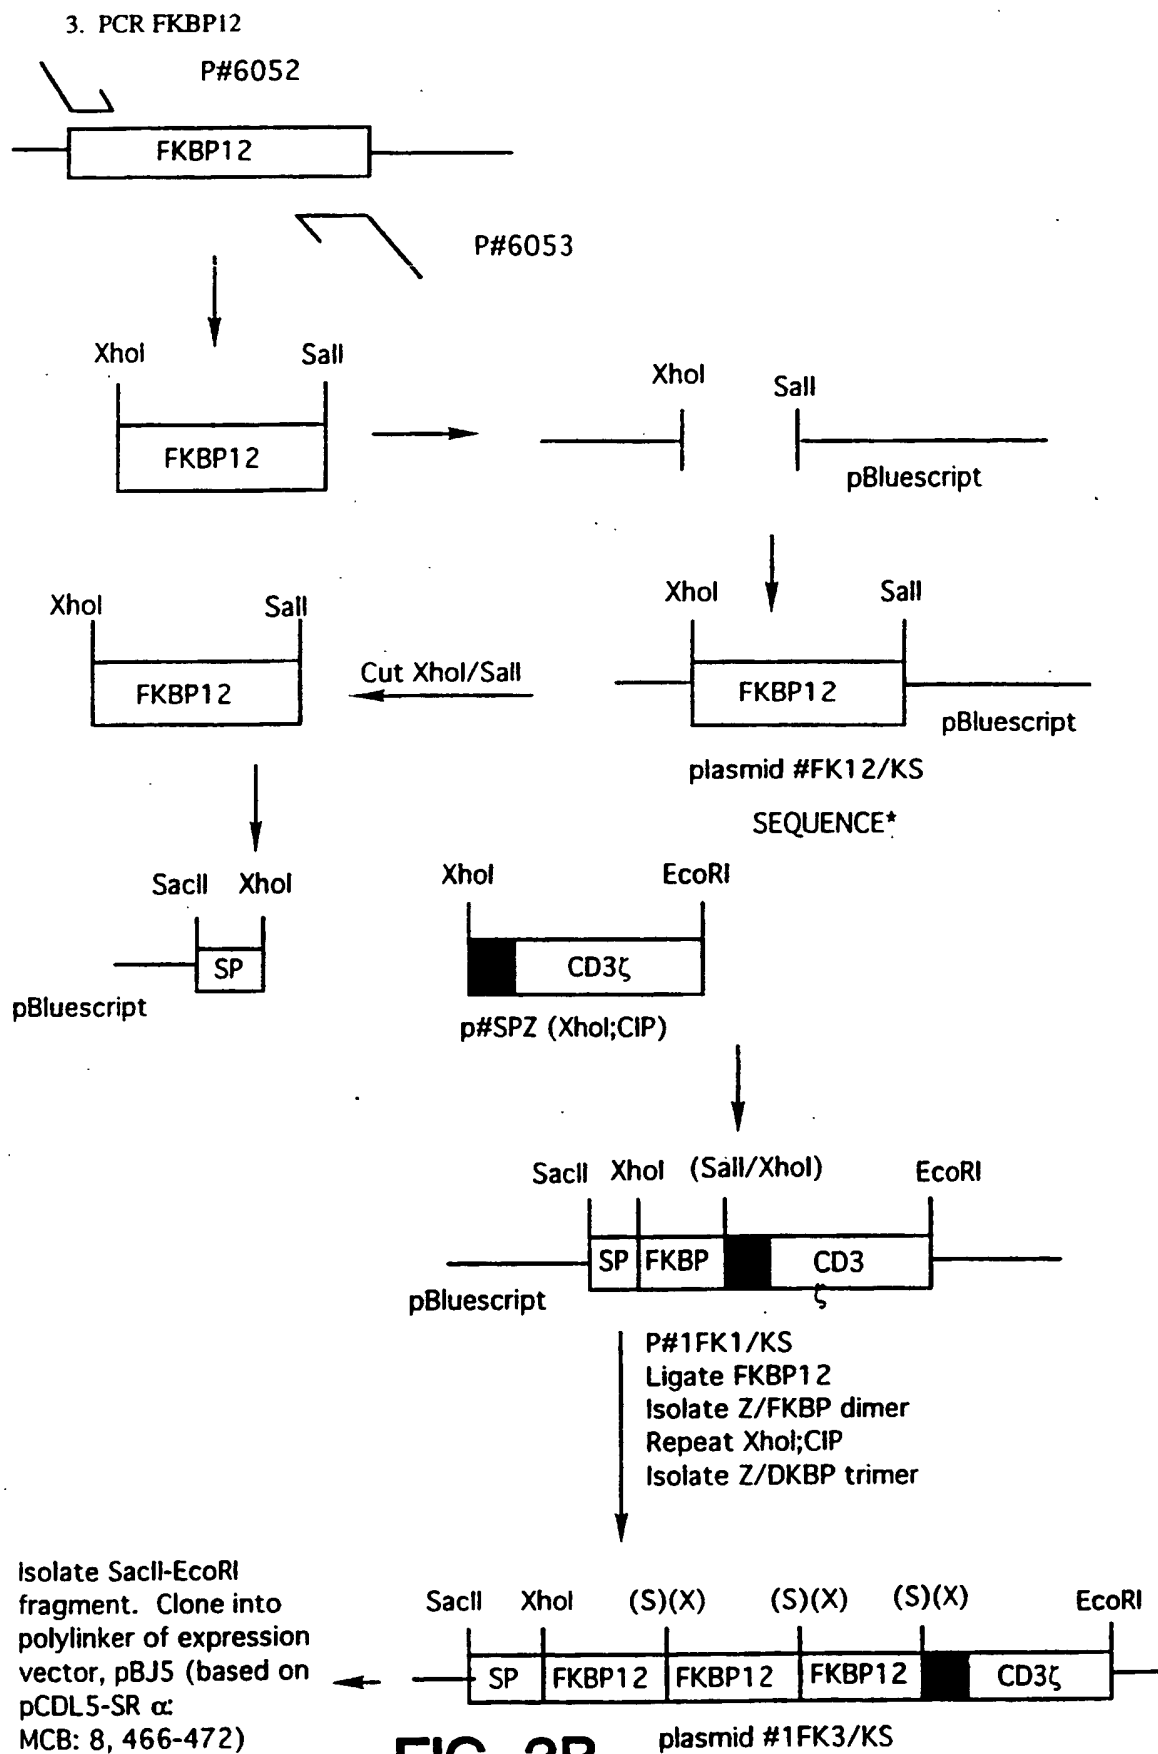 3. PCR FKBP12
P#6052
FKBP12
P#6053
XhoI SalI
FKBP12
XhoI SalI
pBluescript
XhoI SalI
FKBP12
Cut XhoI/SalI
XhoI SalI
FKBP12
pBluescript
plasmid #FK12/KS
SEQUENCE*
SacII XhoI
SP
pBluescript
XhoI EcoRI
CD3ζ
p#SPZ (XhoI;CIP)
SacII XhoI (SalI/XhoI) EcoRI
SP FKBP CD3
ζ
pBluescript
P#1FK1/KS
Ligate FKBP12
Isolate Z/FKBP dimer
Repeat XhoI;CIP
Isolate Z/DKBP trimer
Isolate SacII-EcoRI
fragment. Clone into
polylinker of expression
vector, pBJ5 (based on
pCDL5-SR α:
MCB: 8, 466-472)
SacII XhoI (S)(X) (S)(X) (S)(X) EcoRI
SP FKBP12 FKBP12 FKBP12 CD3ζ
plasmid #1FK3/KS
FIG. 2B